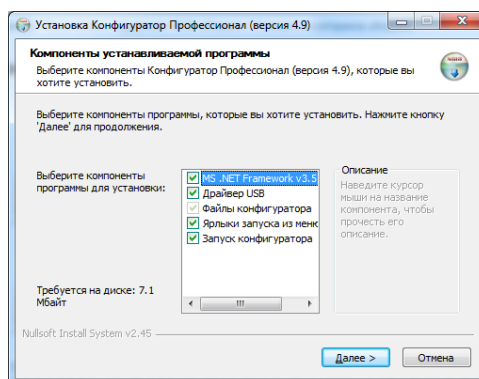 Установка Конфигуратор Профессионал (версия 4.9)
Компоненты устанавливаемой программы
Выберите компоненты Конфигуратор Профессионал (версия 4.9), которые вы
хотите установить.
Выберите компоненты программы, которые вы хотите установить. Нажмите кнопку
'Далее' для продолжения.
Выберите компоненты
программы для установки:
MS .NET Framework v3.5
Драйвер USB
Файлы конфигуратора
Ярлыки запуска из менк
Запуск конфигуратора
Описание
Наведите курсор
мыши на название
компонента, чтобы
прочесть его
описание.
Требуется на диске: 7.1
Мбайт
Nullsoft Install System v2.45
Далее >
Отмена